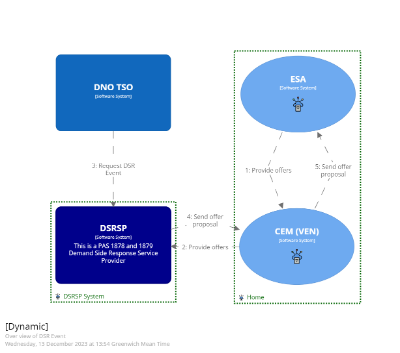 DNO TSO
[Software System]
ESA
[Software System]
3: Request DSR
Event
1: Provide offers
5: Send offer
proposal
DSRSP
[Software System]
This is a PAS 1878 and 1879
Demand Side Response Service
Provider
4: Send offer
proposal
2: Provide offers
CEM (VEN)
[Software System]
DSRSP System
Home
[Dynamic]
Over view of DSR Event
Wednesday, 13 December 2023 at 13:54 Greenwich Mean Time